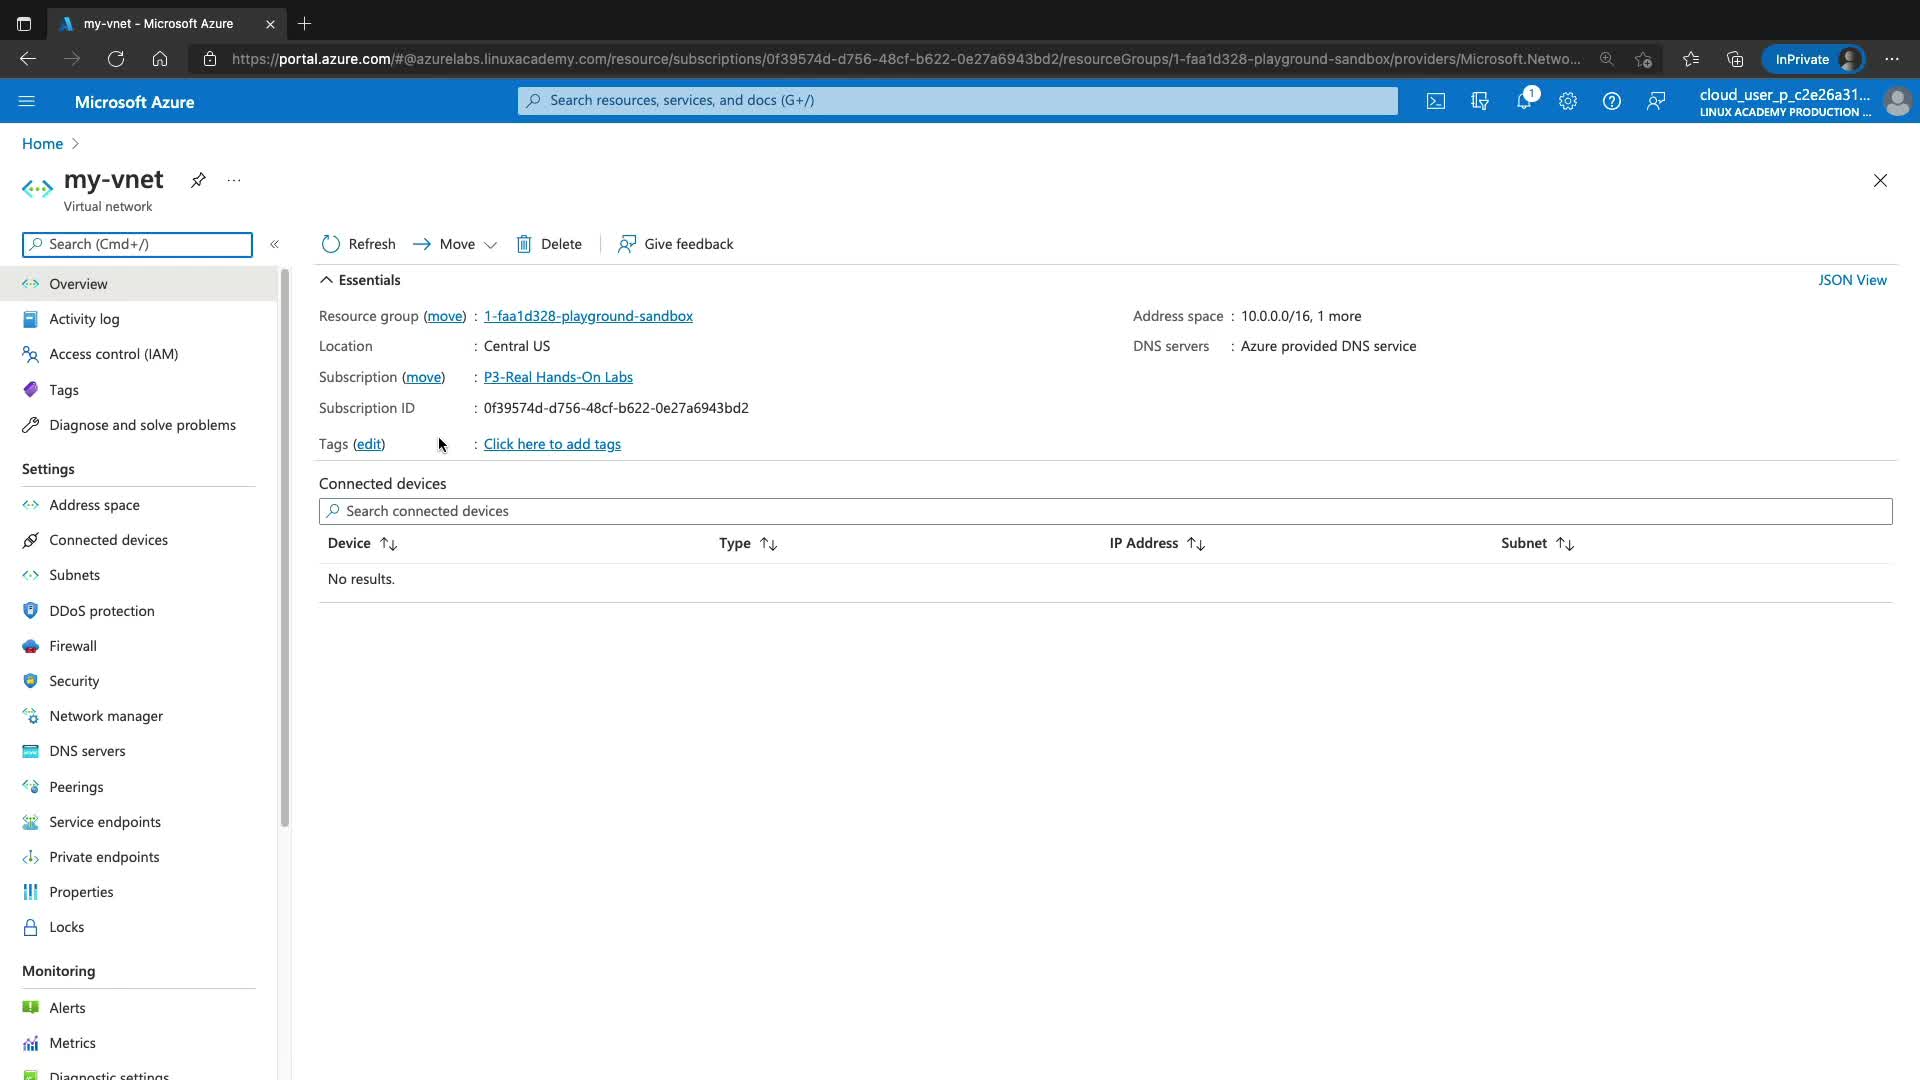 my-vnet - Microsoft Azure
https://portal.azure.com/#@azurelabs.linuxacademy.com/resource/subscriptions/0f39574d-d756-48cf-b622-0e27a6943bd2/resourceGroups/1-faa1d328-playground-sandbox/providers/Microsoft.Netwo...
InPrivate
Microsoft Azure
Search resources, services, and docs (G+/)
1
cloud_user_p_c2e26a31...
LINUX ACADEMY PRODUCTION ...
Home
my-vnet
...
Virtual network
Search (Cmd+/)
«
Refresh
Move
Delete
Give feedback
Overview
Activity log
Access control (IAM)
Tags
Diagnose and solve problems
Settings
Address space
Connected devices
Subnets
DDoS protection
Firewall
Security
Network manager
DNS servers
Peerings
Service endpoints
Private endpoints
Properties
Locks
Monitoring
Alerts
Metrics
Diagnostic settings
Essentials
JSON View
Resource group (move) : 1-faa1d328-playground-sandbox
Location : Central US
Subscription (move) : P3-Real Hands-On Labs
Subscription ID : 0f39574d-d756-48cf-b622-0e27a6943bd2
Tags (edit) : Click here to add tags
Address space : 10.0.0.0/16, 1 more
DNS servers : Azure provided DNS service
Connected devices
Search connected devices
Device Type IP Address Subnet
No results.